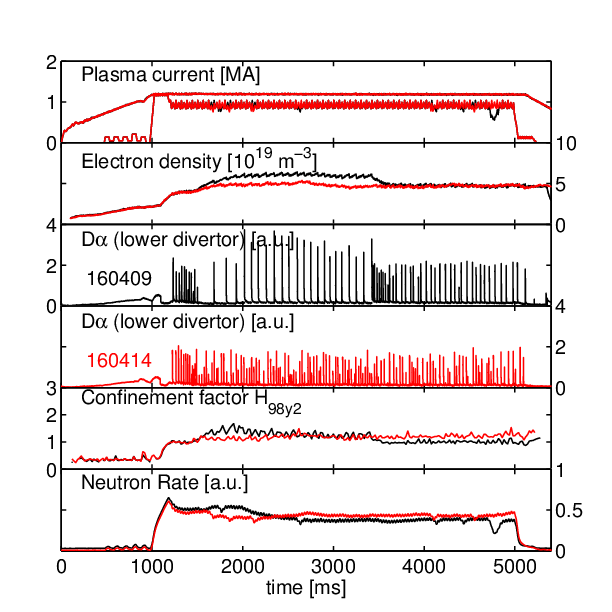 2
Plasma current [MA]
1
0
10
Electron density [10^19 m^−3]
5
4
0
Dα (lower divertor) [a.u.]
2
160409
0
4
Dα (lower divertor) [a.u.]
2
160414
3
0
Confinement factor H98y2
2
1
0
1
Neutron Rate [a.u.]
0.5
0
0 1000 2000 3000 4000 5000
time [ms]